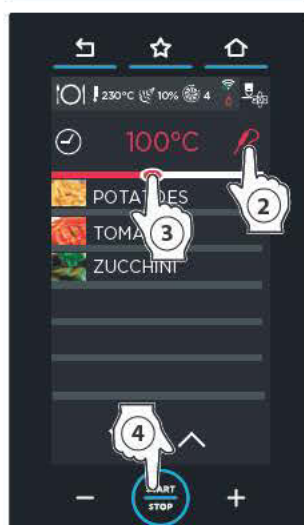 230°C 10% 4
100°C
2
POTATOES
3
TOMA
ZUCCHINI
4
START
STOP